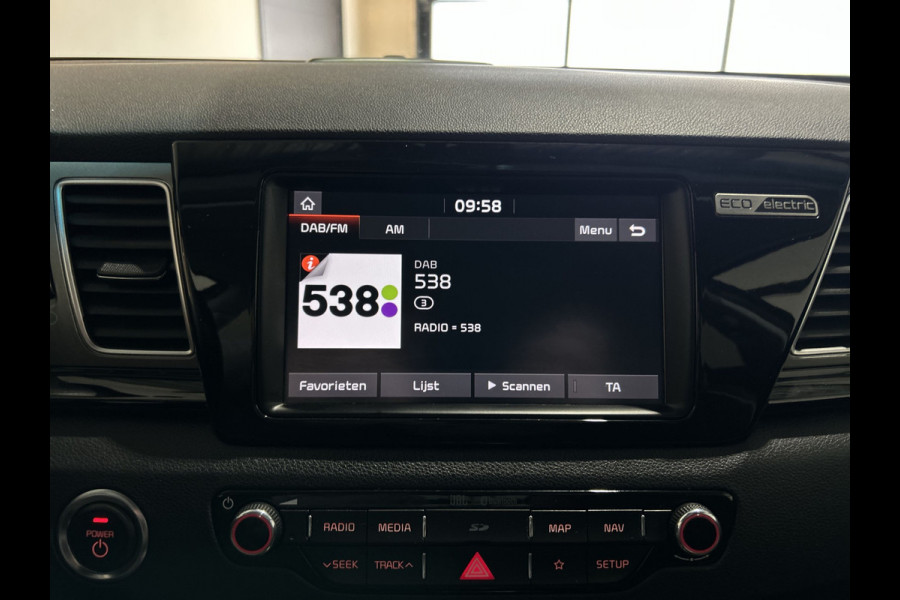 09:58
DAB/FM AM Menu
ECO electric
i
538
DAB
538
3
RADIO = 538
Favorieten Lijst Scannen TA
RADIO MEDIA SD MAP NAV
POWER
SEEK TRACK SETUP